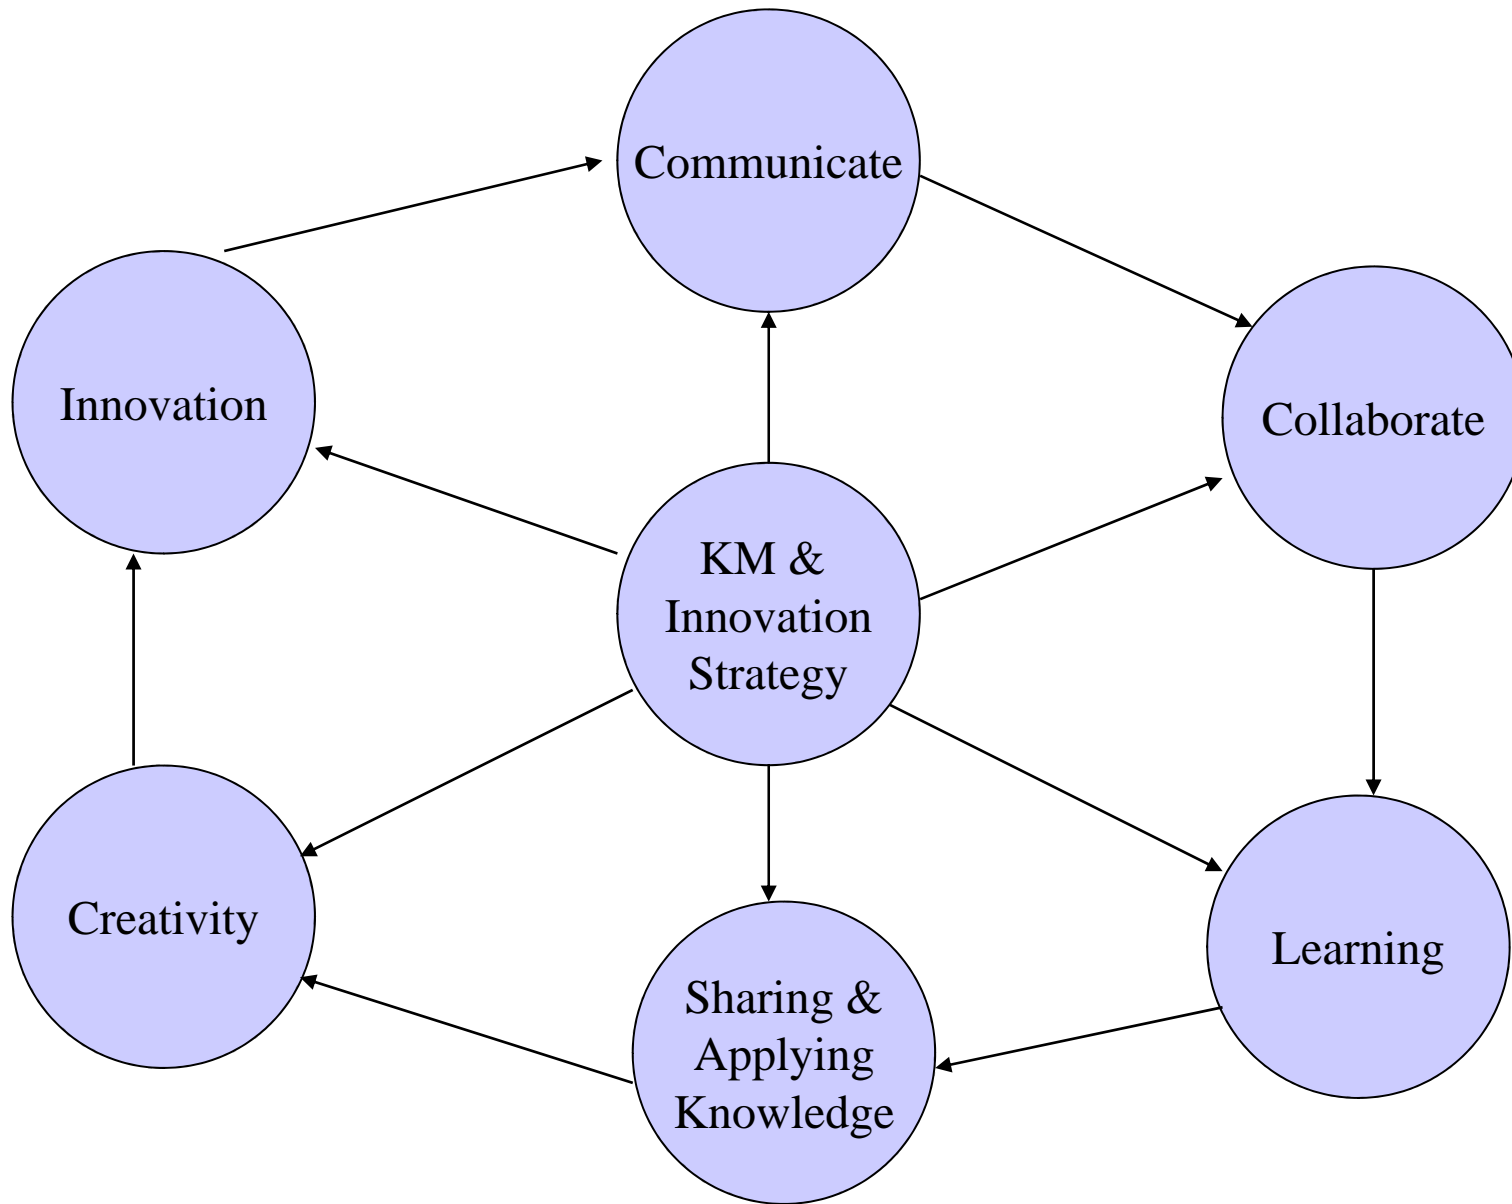 Communicate
Innovation
Collaborate
KM &
Innovation
Strategy
Creativity
Learning
Sharing &
Applying
Knowledge